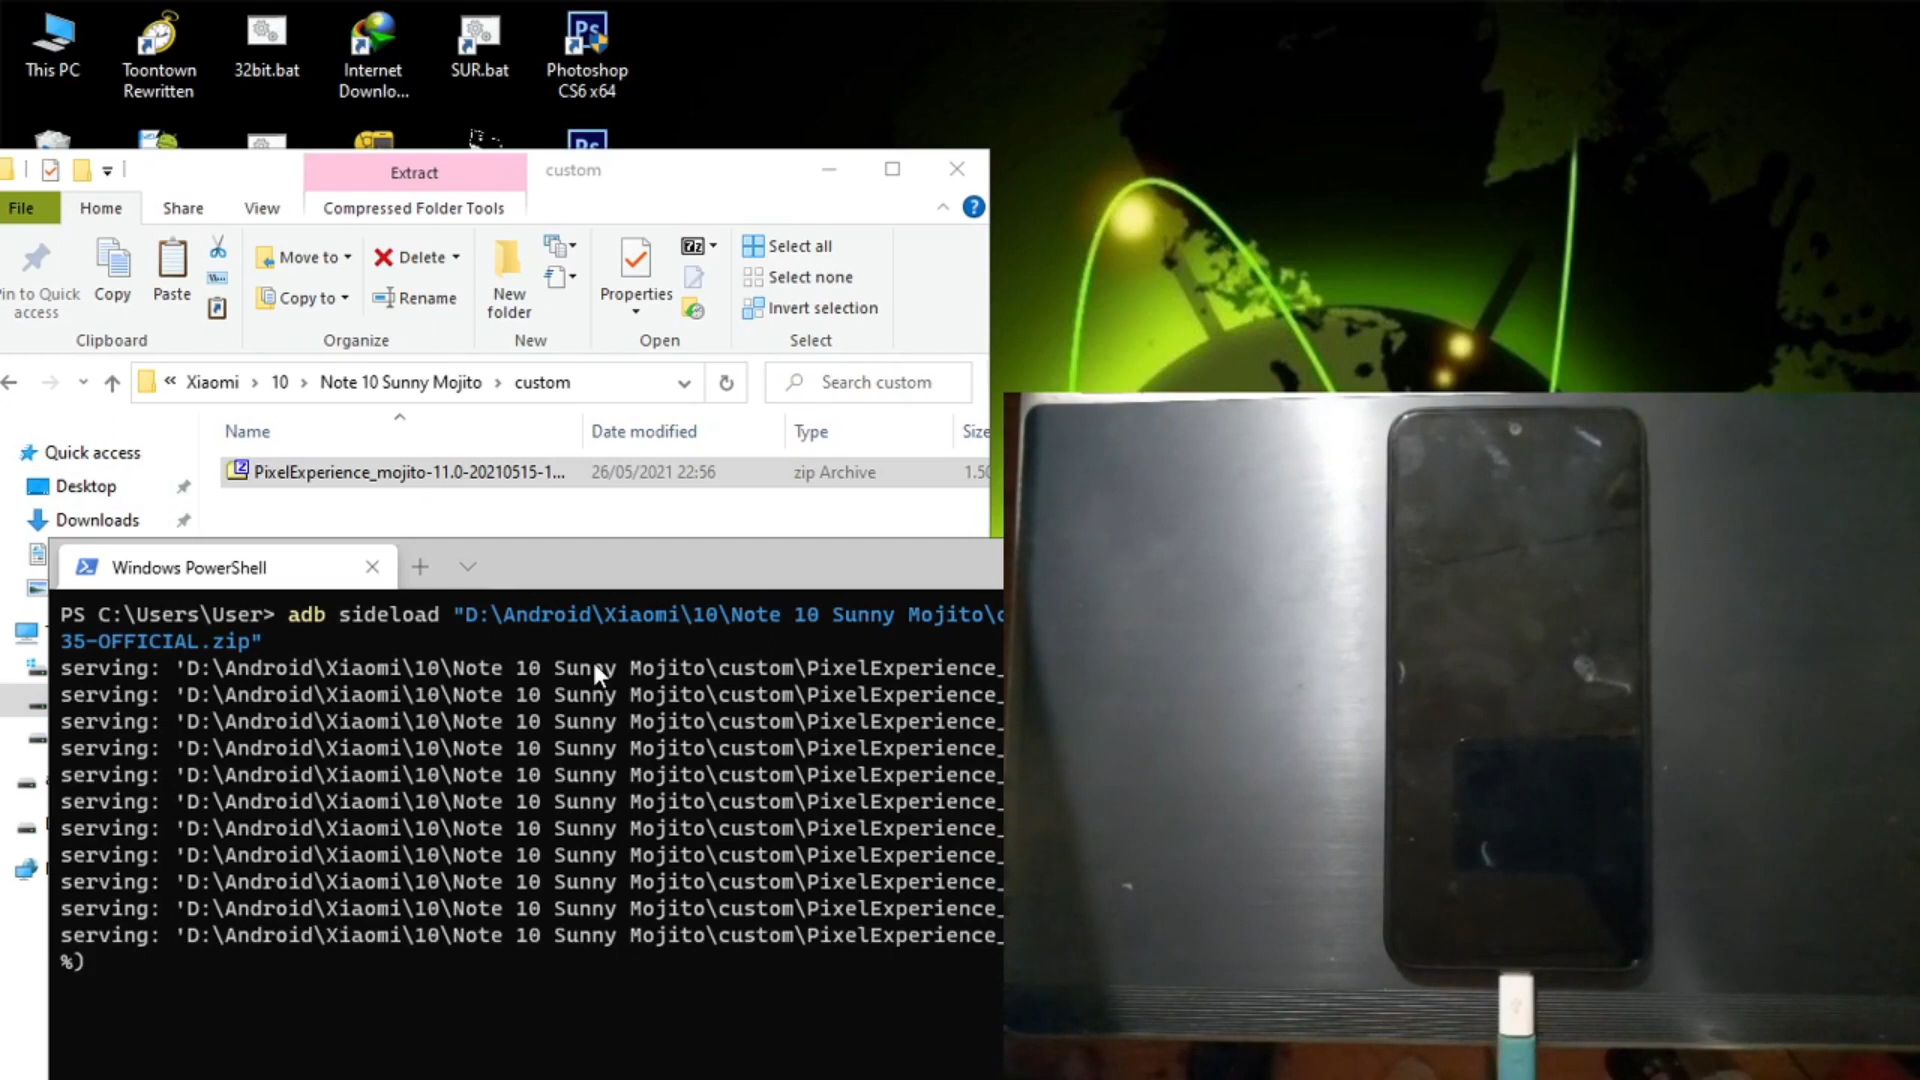 This PC
Toontown
Rewritten
32bit.bat
Internet
Downlo...
SUR.bat
Photoshop
CS6 x64
Extract
custom
File
Home
Share
View
Compressed Folder Tools
Pin to Quick
access
Copy
Paste
Move to
Copy to
Delete
Rename
New
folder
Properties
Select all
Select none
Invert selection
Clipboard
Organize
New
Open
Select
« Xiaomi > 10 > Note 10 Sunny Mojito > custom
Search custom
Name
Date modified
Type
Size
Quick access
Desktop
Downloads
PixelExperience_mojito-11.0-20210515-1...
26/05/2021 22:56
zip Archive
1.50
Windows PowerShell
PS C:\Users\User> adb sideload "D:\Android\Xiaomi\10\Note 10 Sunny Mojito\c
35-OFFICIAL.zip"
serving: 'D:\Android\Xiaomi\10\Note 10 Sunny Mojito\custom\PixelExperience_
serving: 'D:\Android\Xiaomi\10\Note 10 Sunny Mojito\custom\PixelExperience_
serving: 'D:\Android\Xiaomi\10\Note 10 Sunny Mojito\custom\PixelExperience_
serving: 'D:\Android\Xiaomi\10\Note 10 Sunny Mojito\custom\PixelExperience_
serving: 'D:\Android\Xiaomi\10\Note 10 Sunny Mojito\custom\PixelExperience_
serving: 'D:\Android\Xiaomi\10\Note 10 Sunny Mojito\custom\PixelExperience_
serving: 'D:\Android\Xiaomi\10\Note 10 Sunny Mojito\custom\PixelExperience_
serving: 'D:\Android\Xiaomi\10\Note 10 Sunny Mojito\custom\PixelExperience_
serving: 'D:\Android\Xiaomi\10\Note 10 Sunny Mojito\custom\PixelExperience_
serving: 'D:\Android\Xiaomi\10\Note 10 Sunny Mojito\custom\PixelExperience_
serving: 'D:\Android\Xiaomi\10\Note 10 Sunny Mojito\custom\PixelExperience_
%)